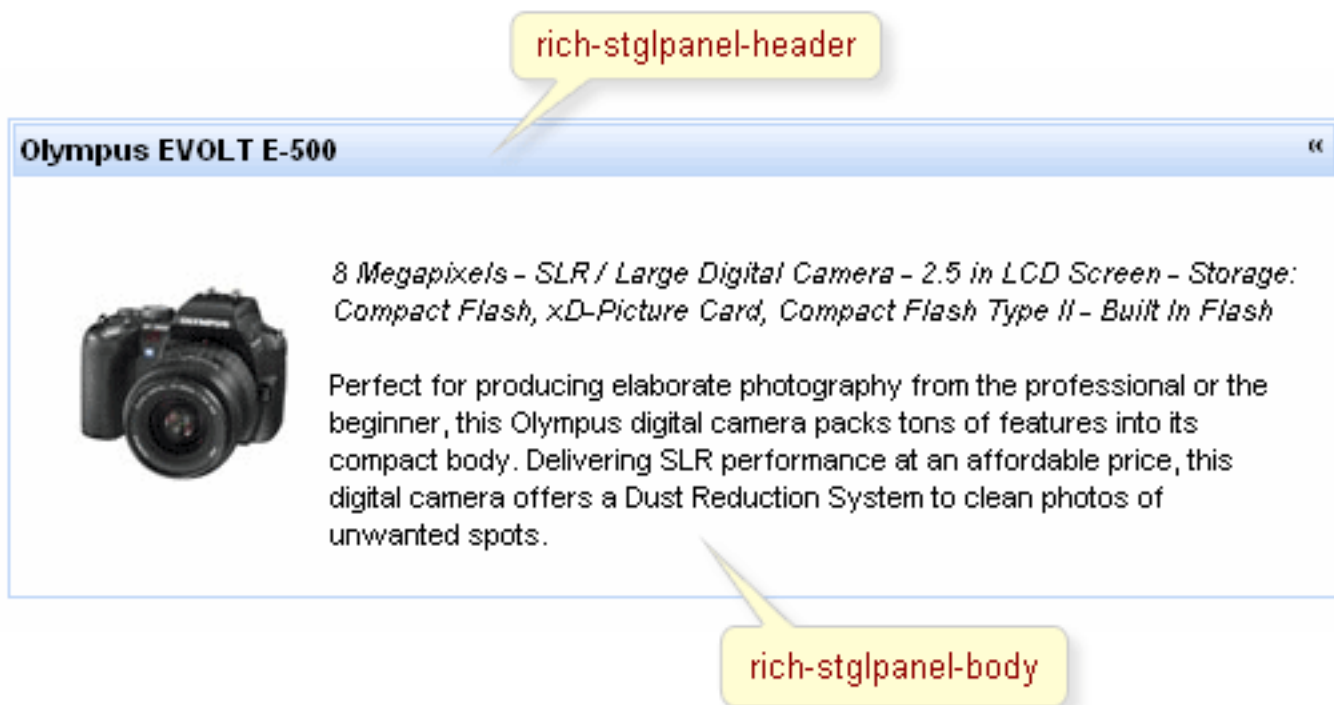 rich-stglpanel-header
Olympus EVOLT E-500 «
8 Megapixels - SLR / Large Digital Camera - 2.5 in LCD Screen - Storage:
Compact Flash, xD-Picture Card, Compact Flash Type II - Built In Flash
OLYMPUS
Perfect for producing elaborate photography from the professional or the
beginner, this Olympus digital camera packs tons of features into its
compact body. Delivering SLR performance at an affordable price, this
digital camera offers a Dust Reduction System to clean photos of
unwanted spots.
rich-stglpanel-body